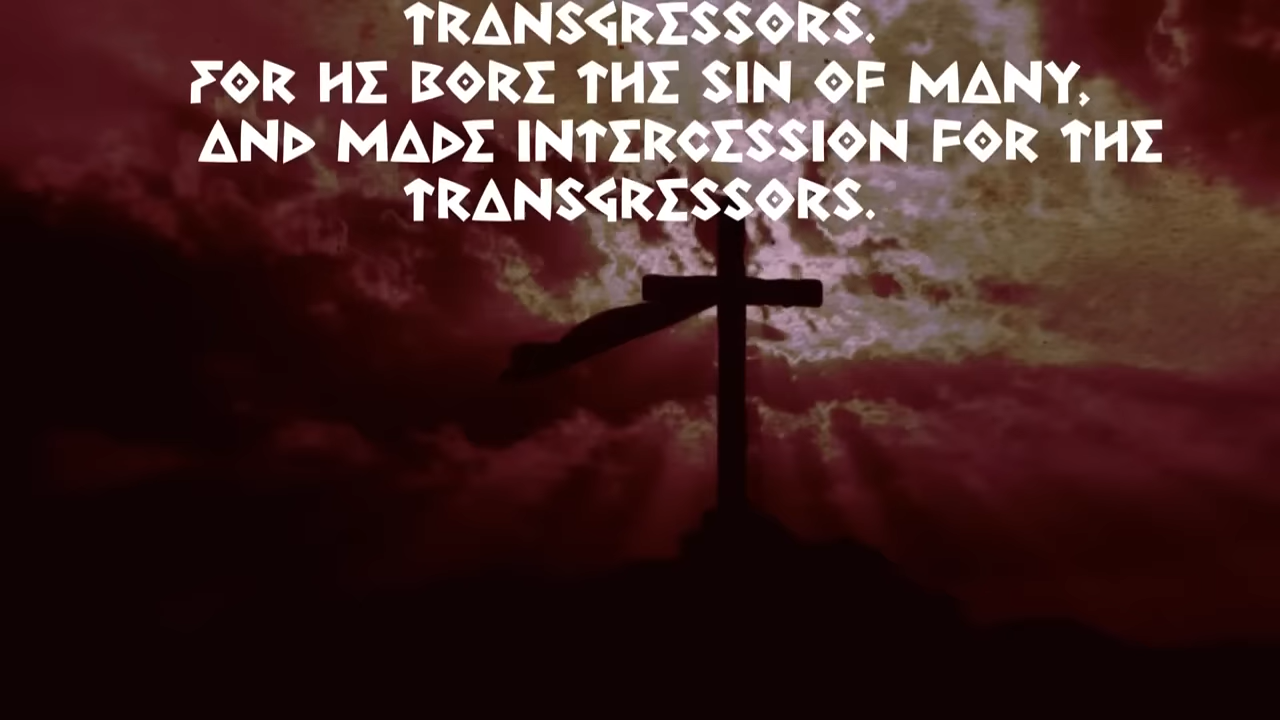 TRANSGRESSORS.
FOR HE BORE THE SIN OF MANY,
AND MADE INTERCESSION FOR THE
TRANSGRESSORS.